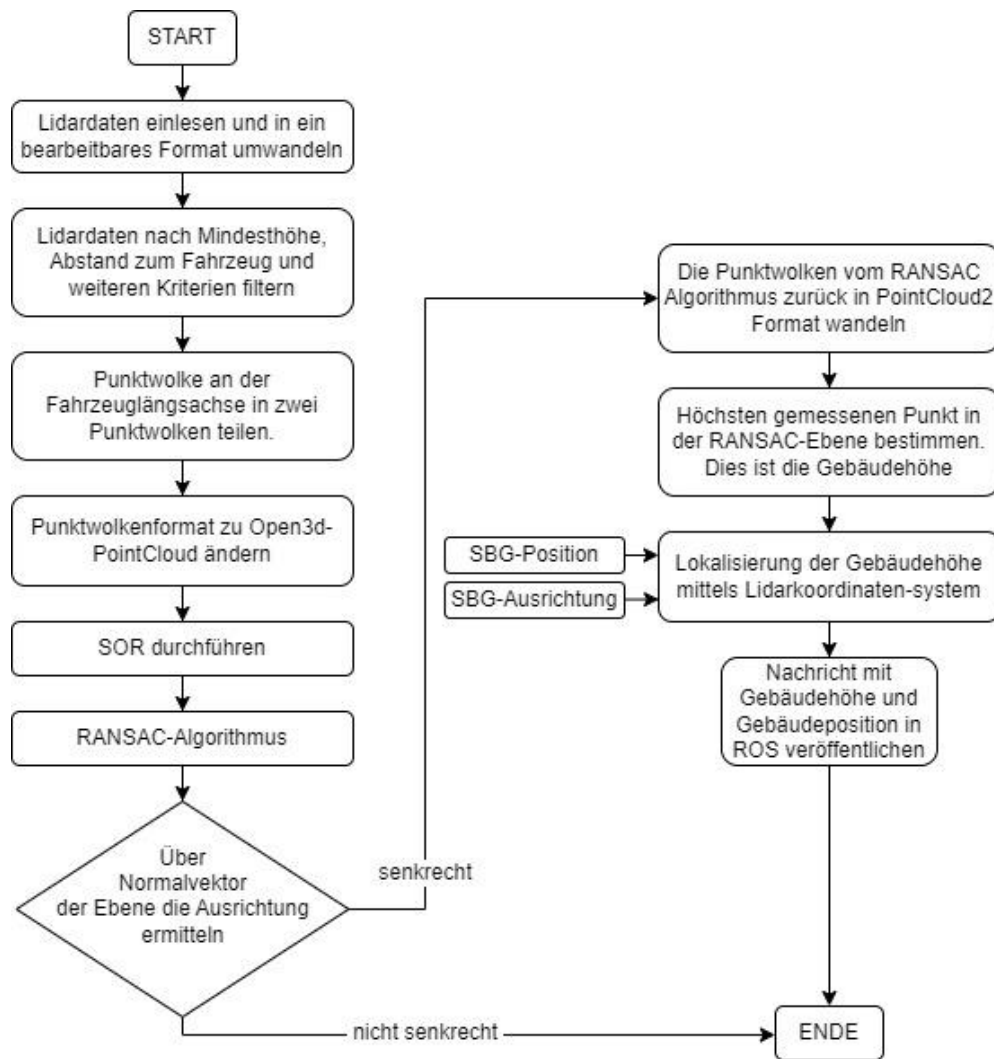 START
Lidardaten einlesen und in ein
bearbeitbares Format umwandeln
Lidardaten nach Mindesthöhe,
Abstand zum Fahrzeug und
weiteren Kriterien filtern
Punktwolke an der
Fahrzeuglängsachse in zwei
Punktwolken teilen.
Punktwolkenformat zu Open3d-
PointCloud ändern
SOR durchführen
RANSAC-Algorithmus
Über
Normalvektor
der Ebene die Ausrichtung
ermitteln
senkrecht
nicht senkrecht
Die Punktwolken vom RANSAC
Algorithmus zurück in PointCloud2
Format wandeln
Höchsten gemessenen Punkt in
der RANSAC-Ebene bestimmen.
Dies ist die Gebäudehöhe
SBG-Position
SBG-Ausrichtung
Lokalisierung der Gebäudehöhe
mittels Lidarkoordinaten-system
Nachricht mit
Gebäudehöhe und
Gebäudeposition in
ROS veröffentlichen
ENDE